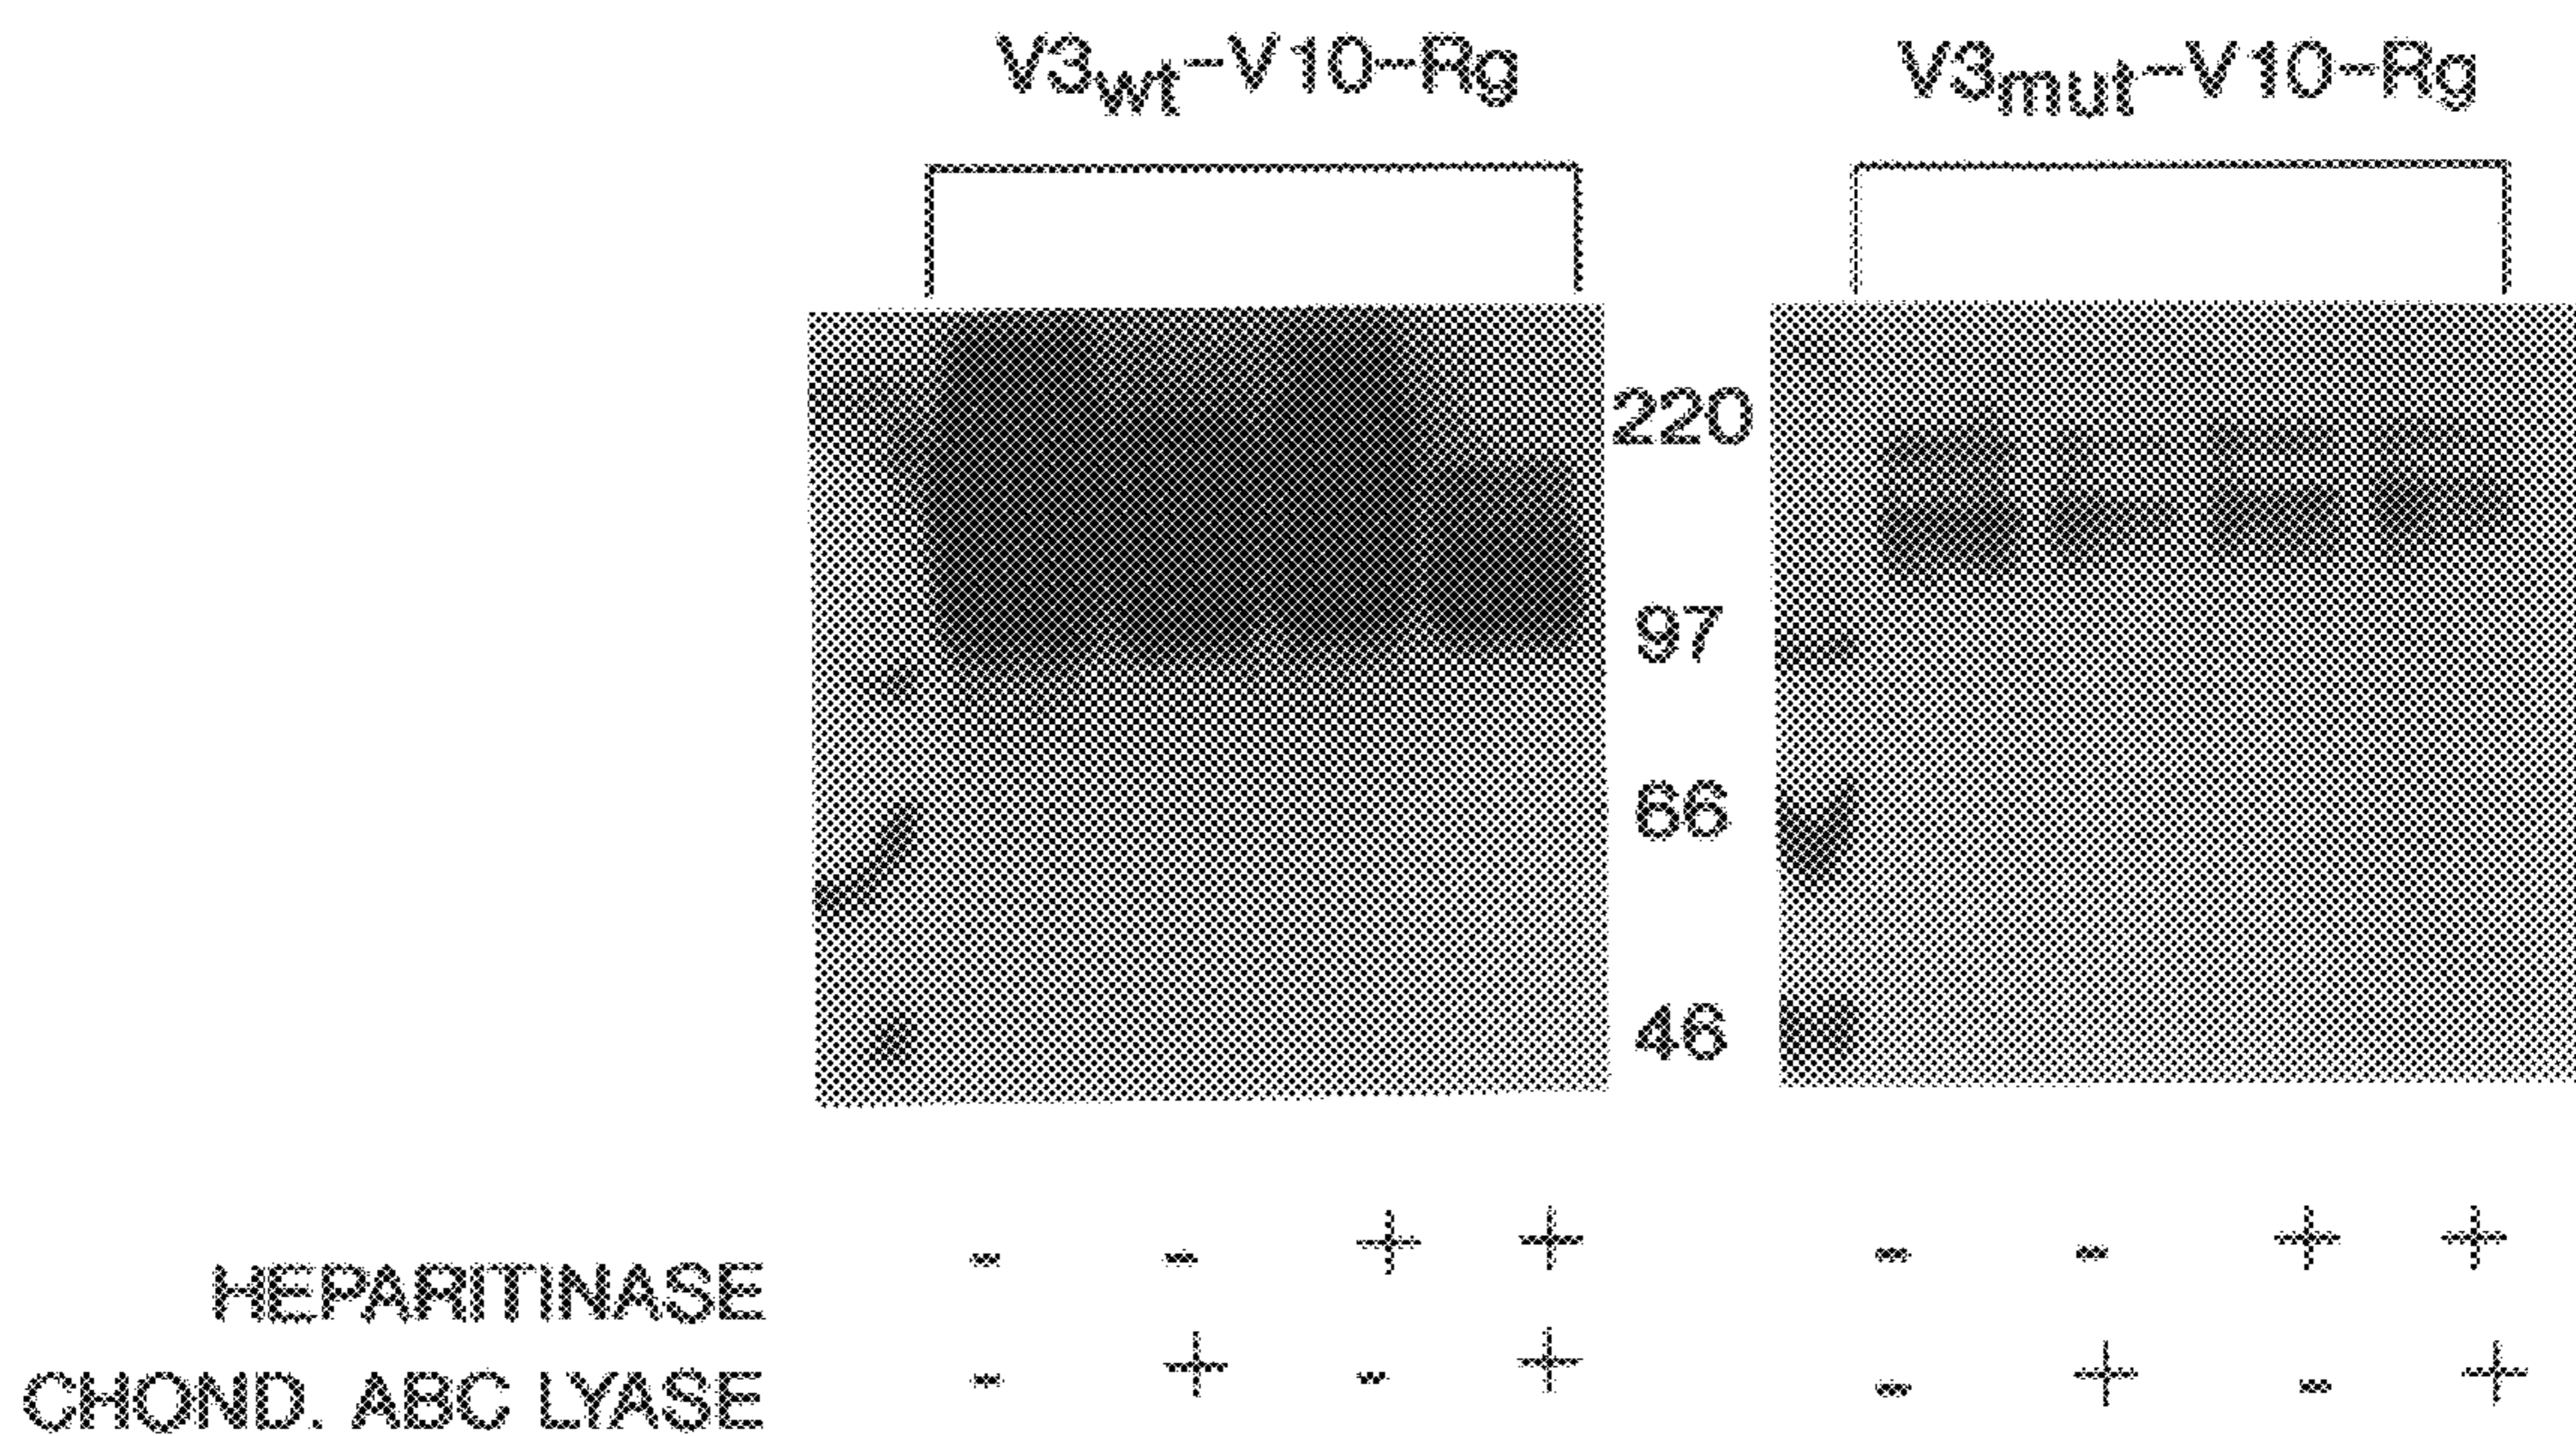 V3wt-V10-Rg V3mut-V10-Rg
220
97
66
46
HEPARITINASE - - + + - - + +
CHOND. ABC LYASE - + - + - + - +